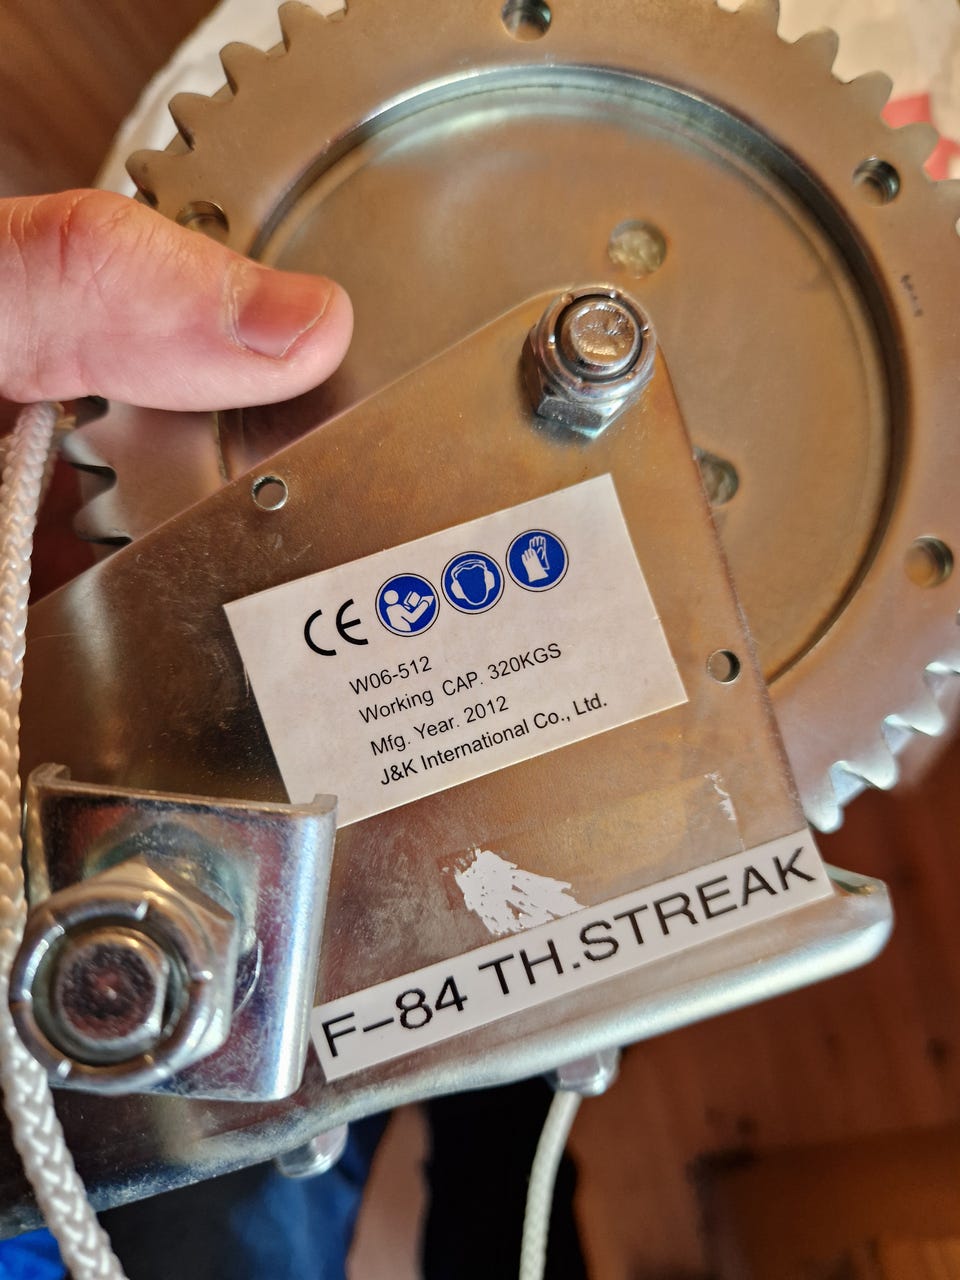 CE
W06-512
Working CAP. 320KGS
Mfg. Year. 2012
J&K International Co., Ltd.
F-84 TH.STREAK